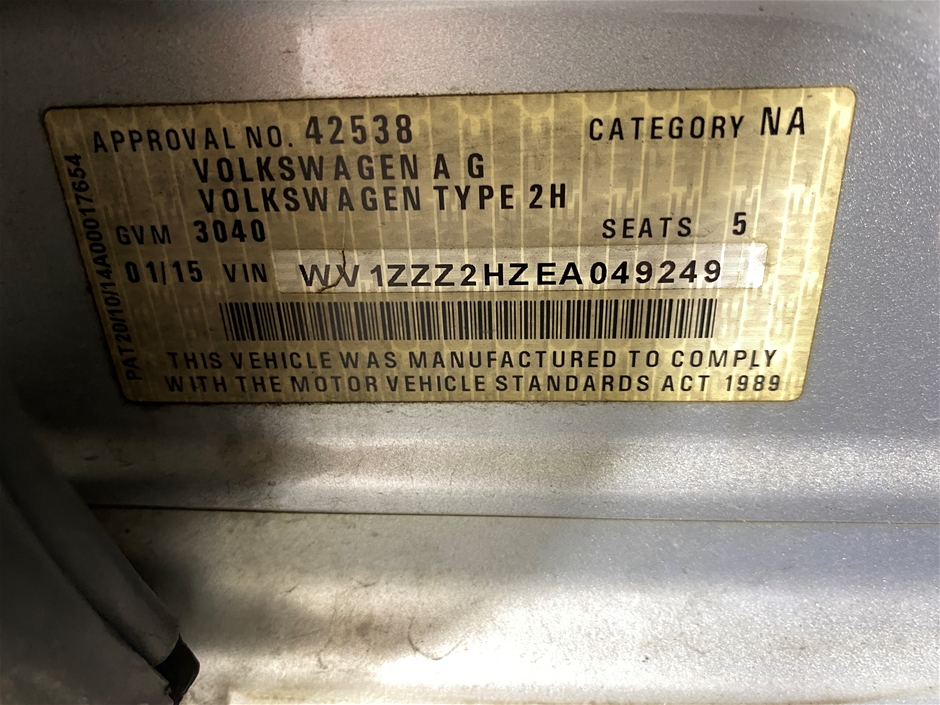 APPROVAL NO. 42538 CATEGORY NA
VOLKSWAGEN A G
VOLKSWAGEN TYPE 2H
GVM 3040 SEATS 5
01/15 VIN WV1ZZZ2HZEA049249
THIS VEHICLE WAS MANUFACTURED TO COMPLY
WITH THE MOTOR VEHICLE STANDARDS ACT 1989
PAT20/10/14A00017654